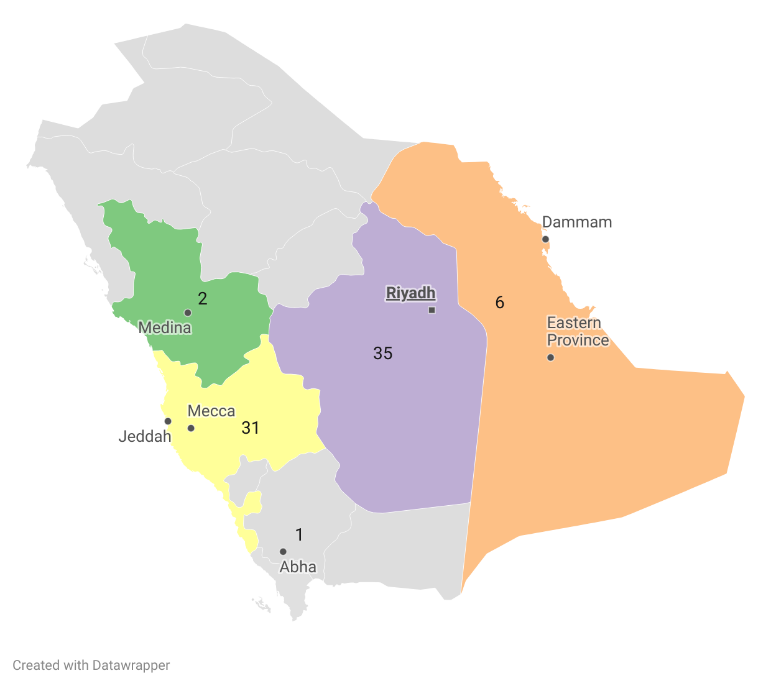 Dammam
Riyadh
2
6
Medina
Eastern
Province
35
Mecca
Jeddah
31
1
Abha
Created with Datawrapper